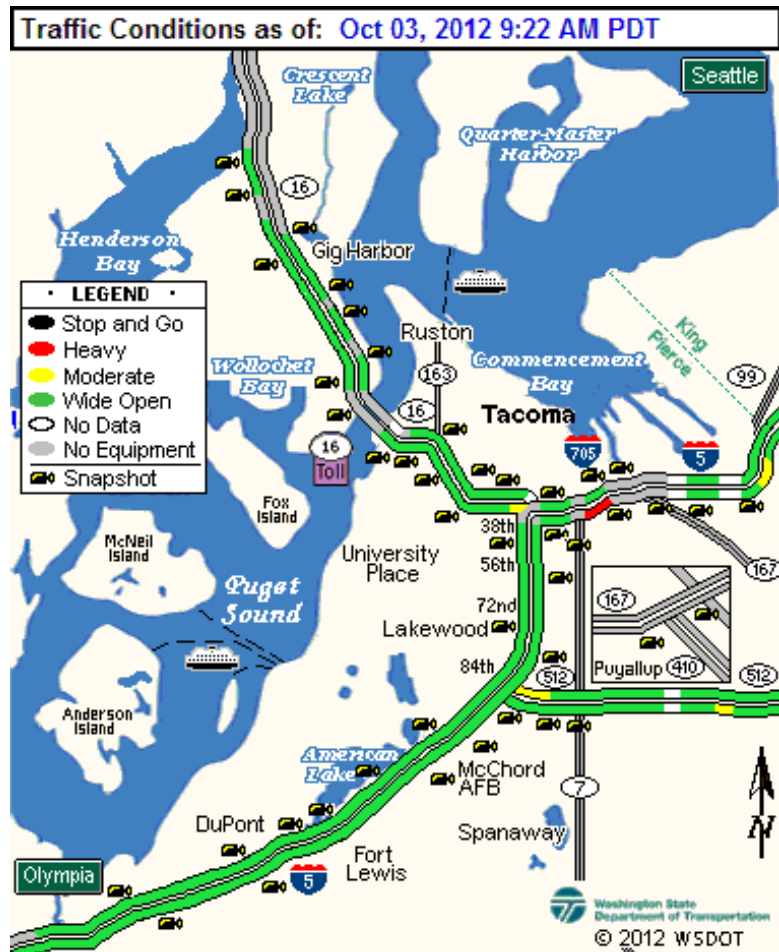 Traffic Conditions as of: Oct 03, 2012 9:22 AM PDT
Crescent
Lake
Seattle
Quarter-Master
Harbor
16
Henderson
Bay
Gig Harbor
· LEGEND ·
Stop and Go
Heavy
Moderate
Wide Open
No Data
No Equipment
Snapshot
Ruston
King
Pierce
Wollochet
Bay
163
Commencement
Bay
99
16
Tacoma
16
Toll
705
5
Fox
Island
McNeil
Island
38th
University
Place
56th
167
Puget
Sound
72nd
167
Lakewood
84th
512
Puyallup 410
512
Anderson
Island
American
Lake
McChord
AFB
7
DuPont
Spanaway
N
Fort
Lewis
Olympia
5
Washington State
Department of Transportation
© 2012 WSDOT